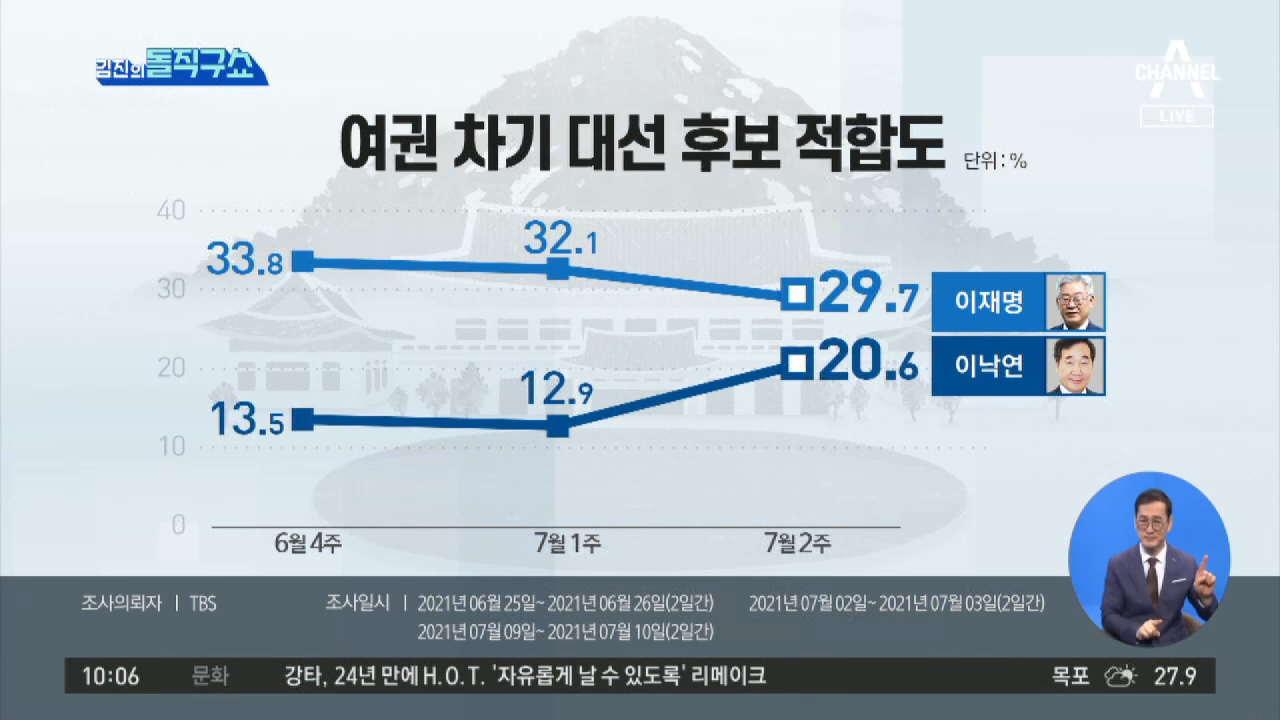 김진의 돌직구쇼
CHANNEL A
LIVE
여권 차기 대선 후보 적합도 단위 : %
40
30
20
10
0
33.8
32.1
29.7 이재명
13.5
12.9
20.6 이낙연
6월 4주 7월 1주 7월 2주
조사의뢰자 | TBS 조사일시 | 2021년 06월 25일~ 2021년 06월 26일(2일간) 2021년 07월 02일~ 2021년 07월 03일(2일간)
2021년 07월 09일~ 2021년 07월 10일(2일간)
10:06 문화 강타, 24년 만에 H.O.T. '자유롭게 날 수 있도록' 리메이크 목포 27.9